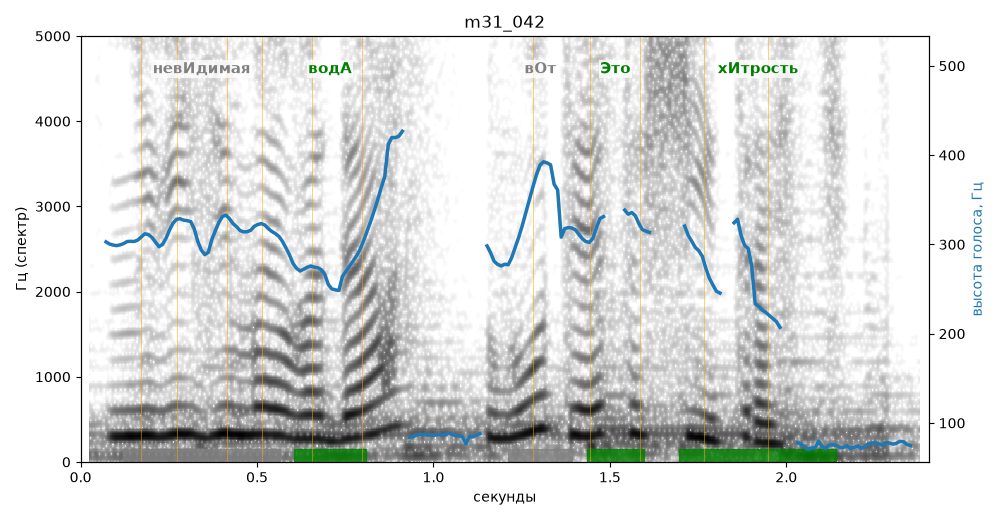 m31_042
невИдимая водА вОт Это хИтрость
5000
4000
3000
2000
1000
0
Гц (спектр)
500
400
300
200
100
высота голоса, Гц
0.0 0.5 1.0 1.5 2.0
секунды